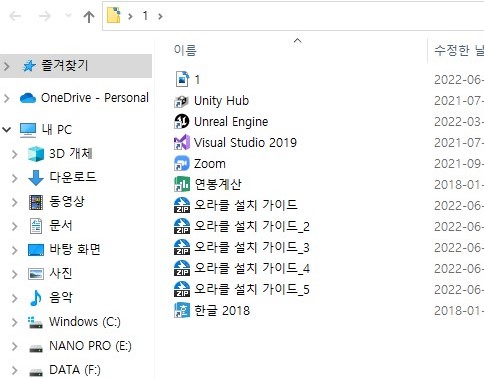 1
이름
수정한 날
즐겨찾기
1
2022-06-
OneDrive - Personal
Unity Hub
2021-07-
Unreal Engine
2022-03-
내 PC
Visual Studio 2019
2021-07-
3D 개체
Zoom
2021-09-
다운로드
연봉계산
2018-01-
동영상
오라클 설치 가이드
2022-06-
문서
오라클 설치 가이드_2
2022-06-
바탕 화면
오라클 설치 가이드_3
2022-06-
사진
오라클 설치 가이드_4
2022-06-
음악
오라클 설치 가이드_5
2022-06-
Windows (C:)
한글 2018
2018-01-
NANO PRO (E:)
DATA (F:)